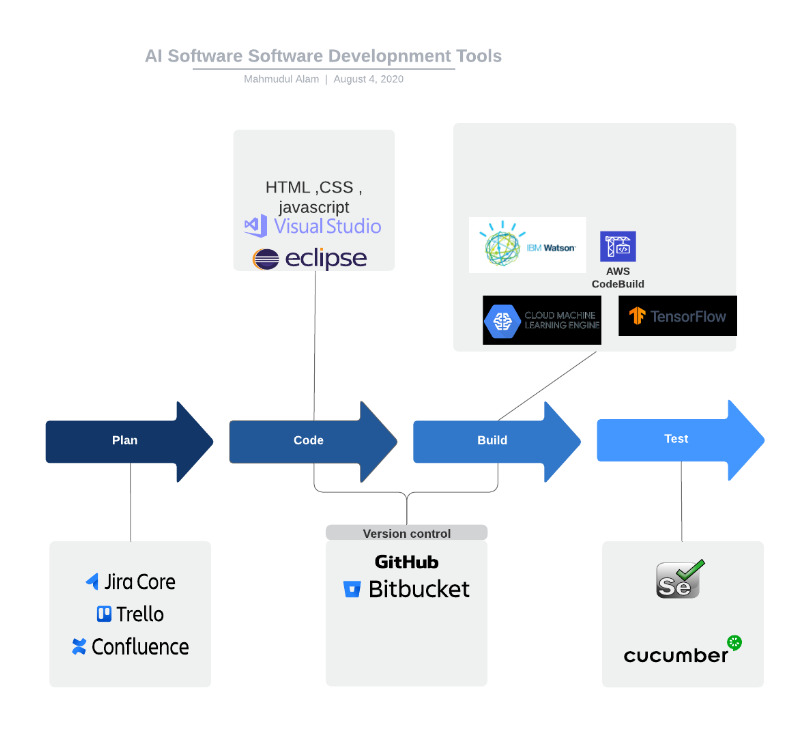 AI Software Software Developnment Tools
Mahmudul Alam | August 4, 2020
HTML ,CSS ,
javascript
Visual Studio
eclipse
IBM Watson
AWS
CodeBuild
CLOUD MACHINE
LEARNING ENGINE
TensorFlow
Plan
Code
Build
Test
Version control
GitHub
Bitbucket
Jira Core
Trello
Confluence
Se
cucumber